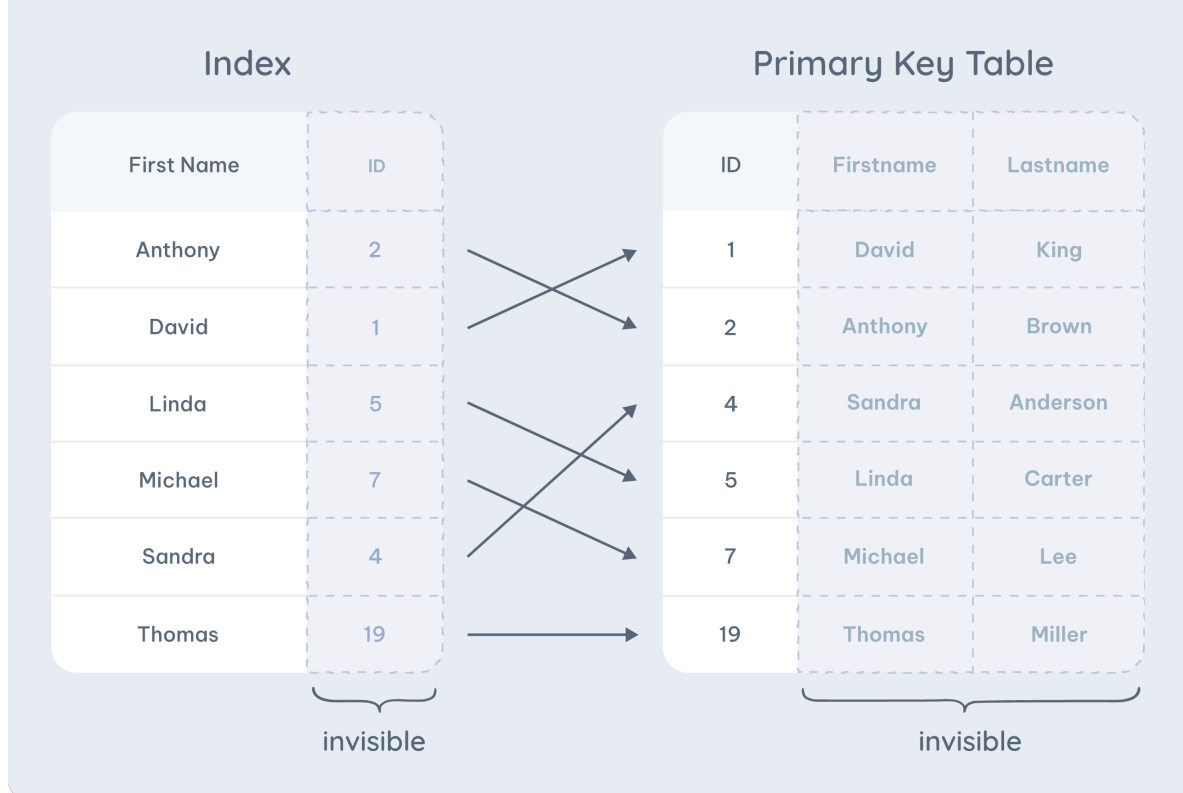 Index Primary Key Table
First Name ID ID Firstname Lastname
Anthony 2 1 David King
David 1 2 Anthony Brown
Linda 5 4 Sandra Anderson
Michael 7 5 Linda Carter
Sandra 4 7 Michael Lee
Thomas 19 19 Thomas Miller
invisible invisible